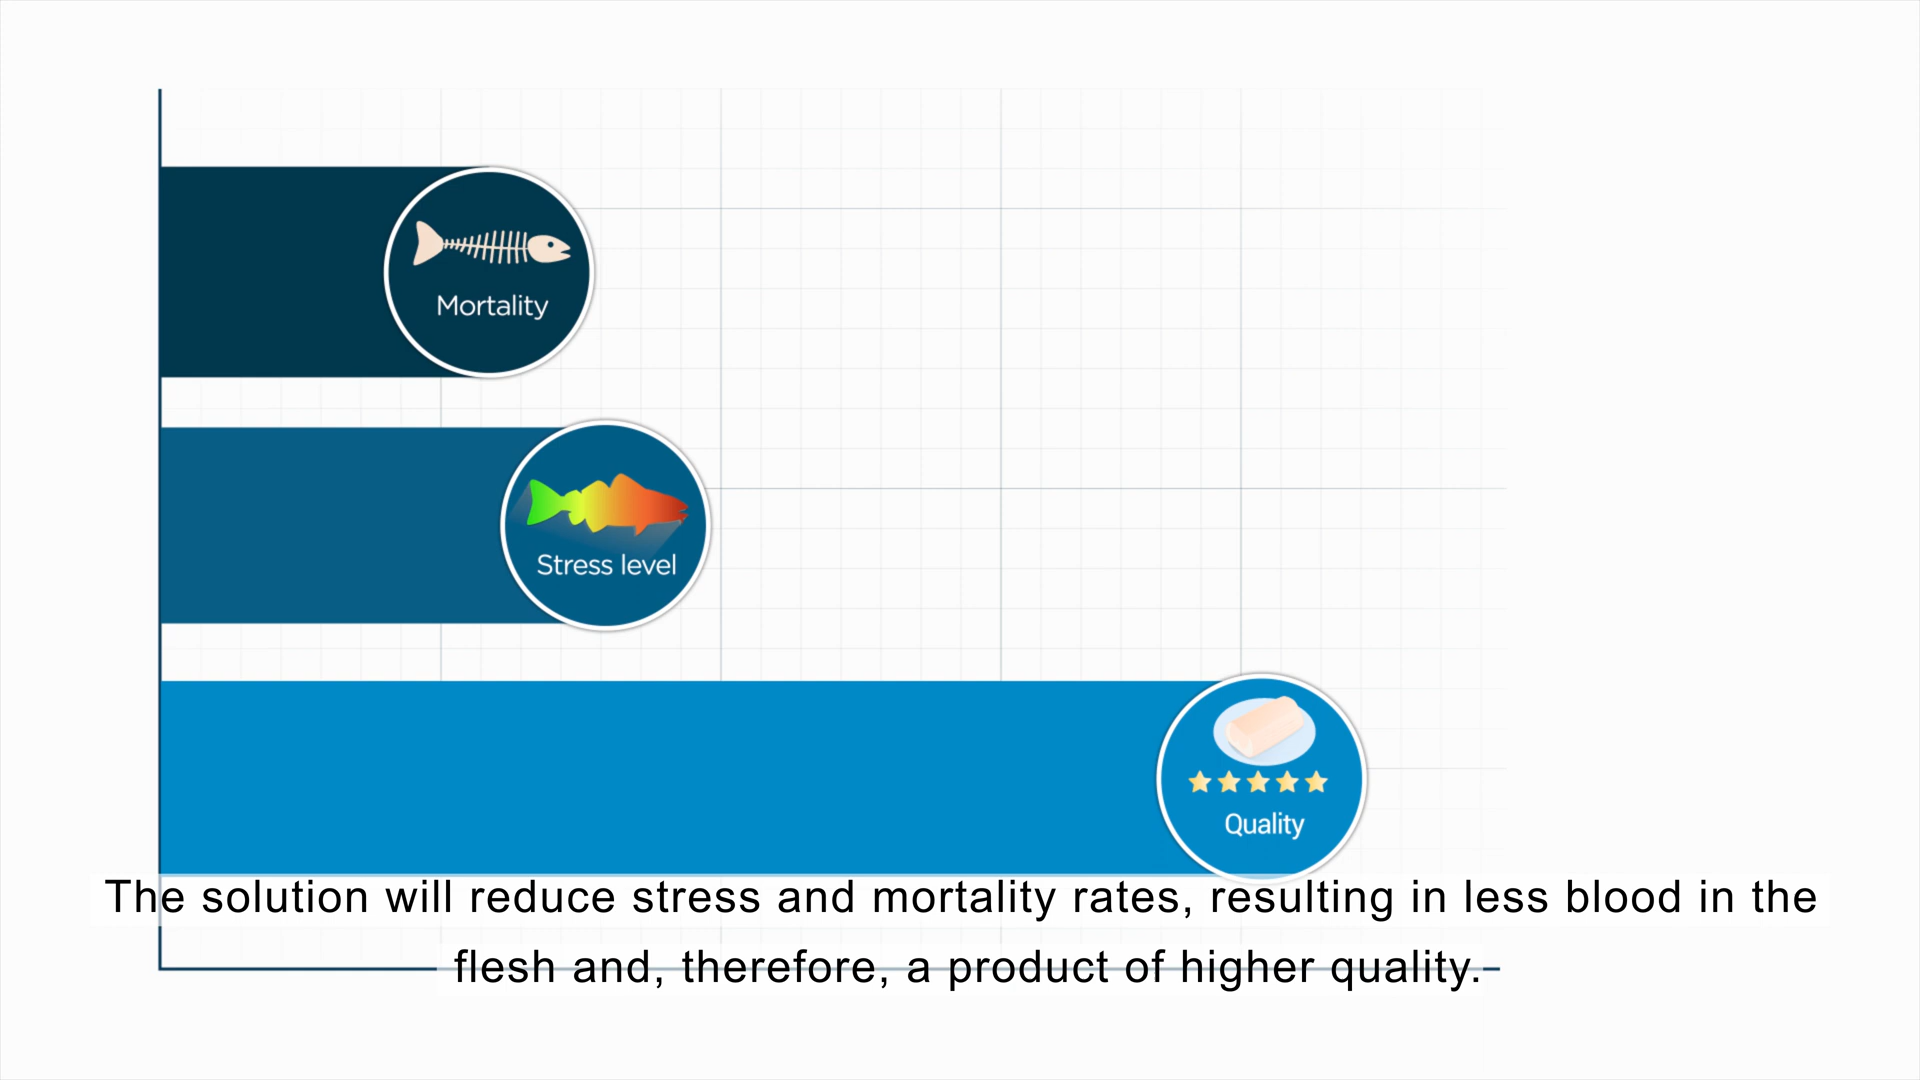 Mortality
Stress level
Quality
The solution will reduce stress and mortality rates, resulting in less blood in the
flesh and, therefore, a product of higher quality.